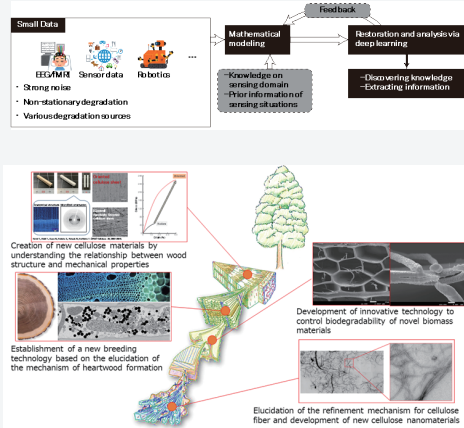 Feedback
Small Data
EEG/fMRI
Sensor data
Robotics
...
・ Strong noise
・ Non-stationary degradation
・ Various degradation sources
Mathematical
modeling
Restoration and analysis via
deep learning
−Knowledge on
sensing domain
−Prior information of
sensing situations
−Discovering knowledge
−Extracting information
Creation of new cellulose materials by
understanding the relationship between wood
structure and mechanical properties
Establishment of a new breeding
technology based on the elucidation of
the mechanism of heartwood formation
Development of innovative technology to
control biodegradability of novel biomass
materials
Elucidation of the refinement mechanism for cellulose
fiber and development of new cellulose nanomaterials